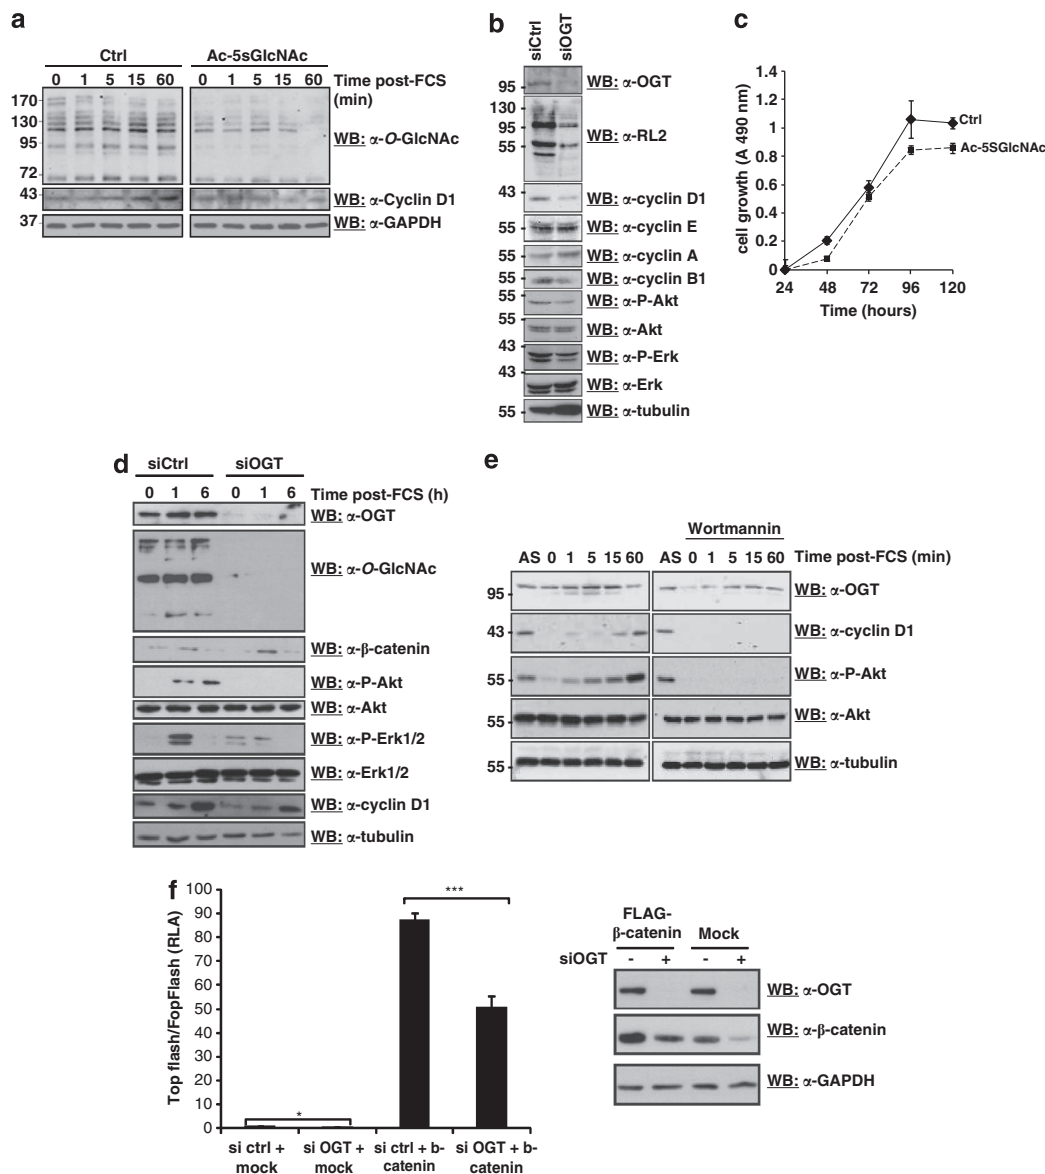 a
Ctrl Ac-5sGlcNAc
0 1 5 15 60 0 1 5 15 60 Time post-FCS
(min)
170
130
95
72
WB: α-O-GlcNAc
43
WB: α-Cyclin D1
37
WB: α-GAPDH
b
siCtrl siOGT
95
WB: α-OGT
130
95
55
WB: α-RL2
43
WB: α-cyclin D1
55
WB: α-cyclin E
WB: α-cyclin A
55
WB: α-cyclin B1
55
WB: α-P-Akt
55
WB: α-Akt
43
WB: α-P-Erk
43
WB: α-Erk
55
WB: α-tubulin
c
cell growth (A 490 nm)
1.4
1.2
1
0.8
0.6
0.4
0.2
0
Ctrl
Ac-5SGlcNAc
24 48 72 96 120
Time (hours)
d
siCtrl siOGT
0 1 6 0 1 6 Time post-FCS (h)
WB: α-OGT
WB: α-O-GlcNAc
WB: α-β-catenin
WB: α-P-Akt
WB: α-Akt
WB: α-P-Erk1/2
WB: α-Erk1/2
WB: α-cyclin D1
WB: α-tubulin
e
Wortmannin
AS 0 1 5 15 60 AS 0 1 5 15 60 Time post-FCS (min)
95
WB: α-OGT
43
WB: α-cyclin D1
55
WB: α-P-Akt
55
WB: α-Akt
55
WB: α-tubulin
f
Top flash/FopFlash (RLA)
100
90
80
70
60
50
40
30
20
10
0
*
***
si ctrl +
mock
si OGT +
mock
si ctrl + b-
catenin
si OGT + b-
catenin
FLAG-
β-catenin Mock
siOGT - + - +
WB: α-OGT
WB: α-β-catenin
WB: α-GAPDH